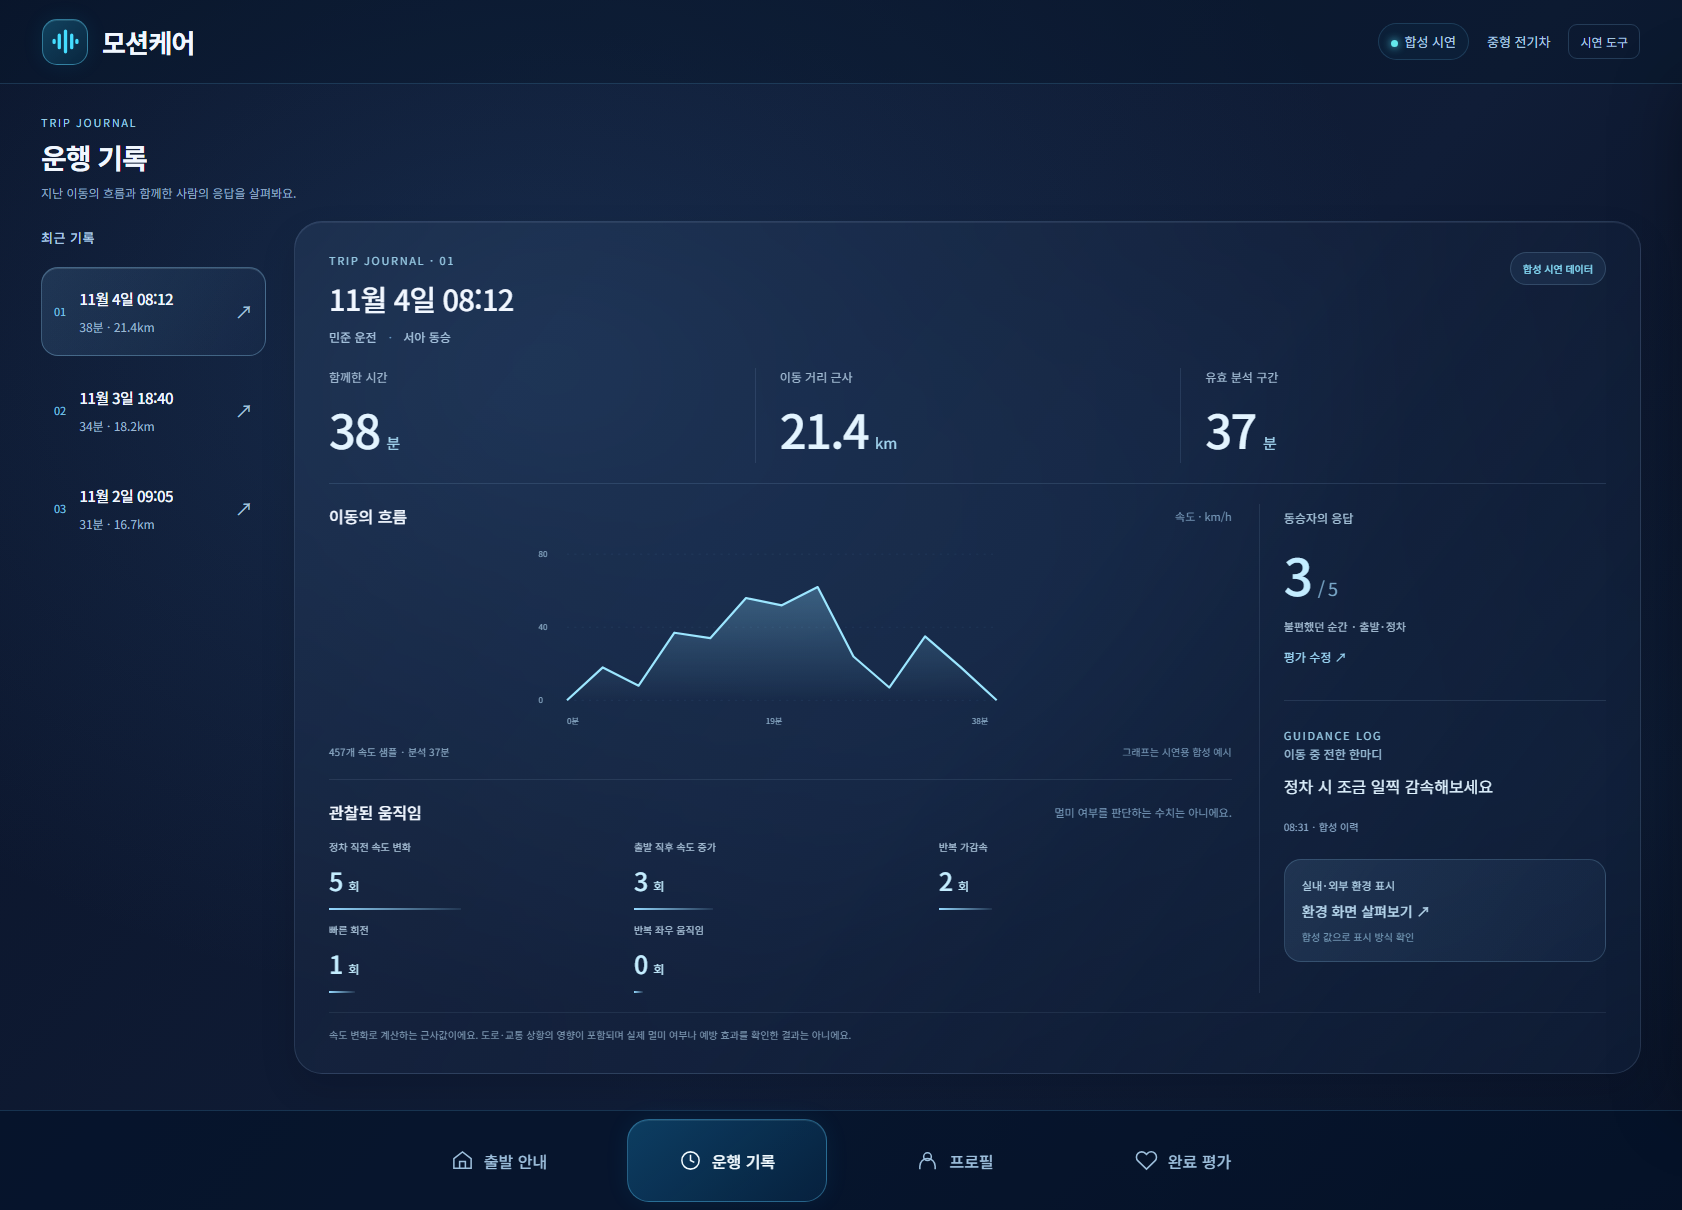 모션케어
합성 시연
중형 전기차
시연 도구
TRIP JOURNAL
운행 기록
지난 이동의 흐름과 함께한 사람의 응답을 살펴봐요.
최근 기록
01
11월 4일 08:12
38분 · 21.4km
02
11월 3일 18:40
34분 · 18.2km
03
11월 2일 09:05
31분 · 16.7km
TRIP JOURNAL · 01
합성 시연 데이터
11월 4일 08:12
민준 운전 · 서아 동승
함께한 시간
38 분
이동 거리 근사
21.4 km
유효 분석 구간
37 분
이동의 흐름
속도 · km/h
80
40
0
0분
19분
38분
457개 속도 샘플 · 분석 37분
그래프는 시연용 합성 예시
관찰된 움직임
멀미 여부를 판단하는 수치는 아니에요.
정차 직전 속도 변화
5 회
출발 직후 속도 증가
3 회
반복 가감속
2 회
빠른 회전
1 회
반복 좌우 움직임
0 회
동승자의 응답
3 / 5
불편했던 순간 · 출발·정차
평가 수정 ↗
GUIDANCE LOG
이동 중 전한 한마디
정차 시 조금 일찍 감속해보세요
08:31 · 합성 이력
실내·외부 환경 표시
환경 화면 살펴보기 ↗
합성 값으로 표시 방식 확인
속도 변화로 계산하는 근사값이에요. 도로·교통 상황의 영향이 포함되며 실제 멀미 여부나 예방 효과를 확인한 결과는 아니에요.
출발 안내
운행 기록
프로필
완료 평가